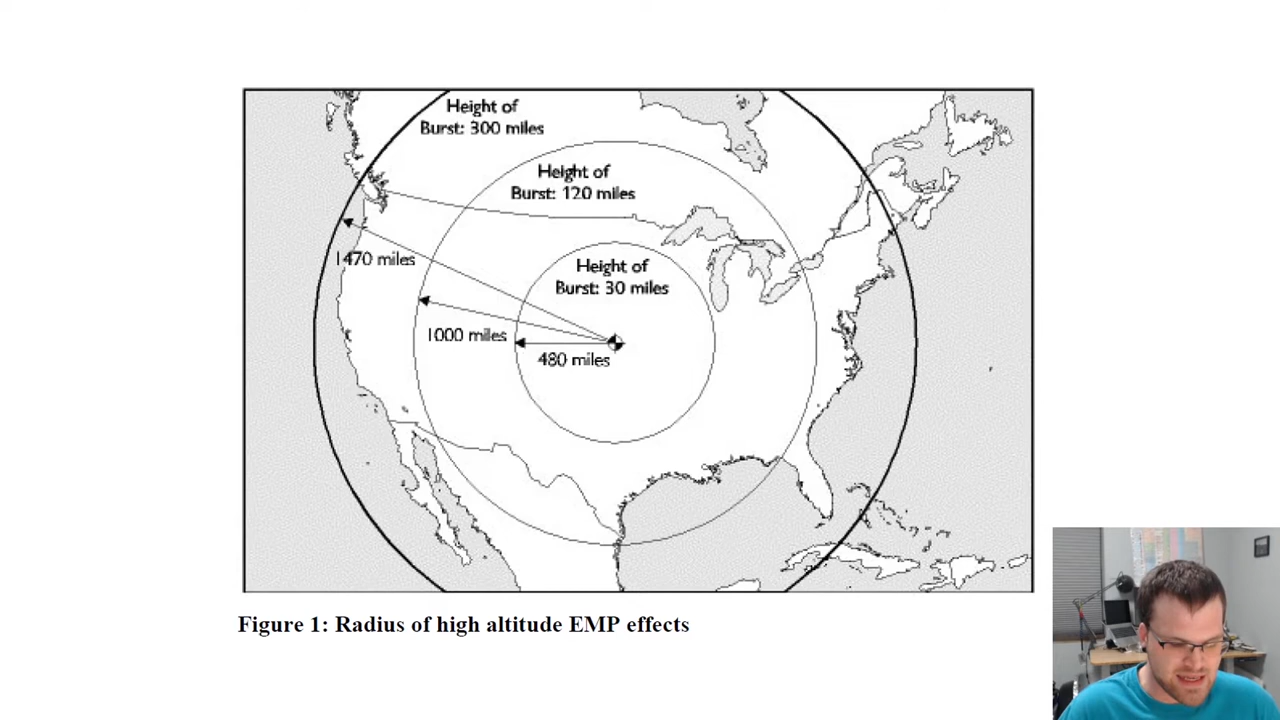 Height of
Burst: 300 miles
Height of
Burst: 120 miles
1470 miles
Height of
Burst: 30 miles
1000 miles
480 miles
Figure 1: Radius of high altitude EMP effects